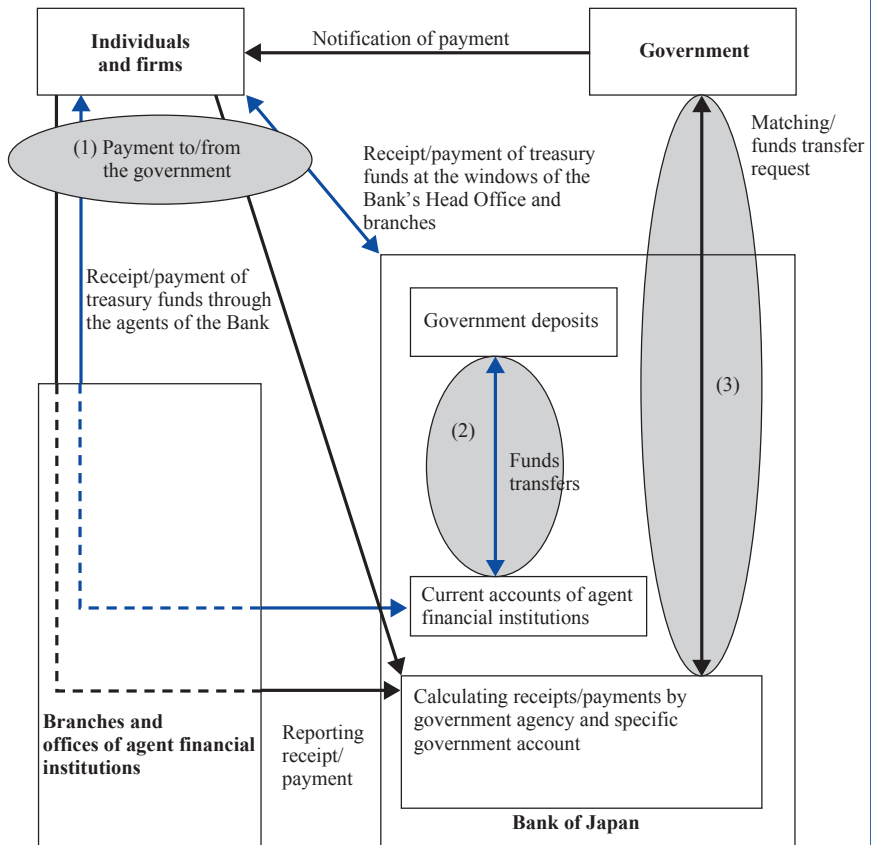 Individuals
and firms
Notification of payment
Government
(1) Payment to/from
the government
Receipt/payment of treasury
funds at the windows of the
Bank’s Head Office and
branches
Matching/
funds transfer
request
Receipt/payment of
treasury funds through
the agents of the Bank
Government deposits
(2)
Funds
transfers
(3)
Current accounts of agent
financial institutions
Calculating receipts/payments by
government agency and specific
government account
Branches and
offices of agent financial
institutions
Reporting
receipt/
payment
Bank of Japan